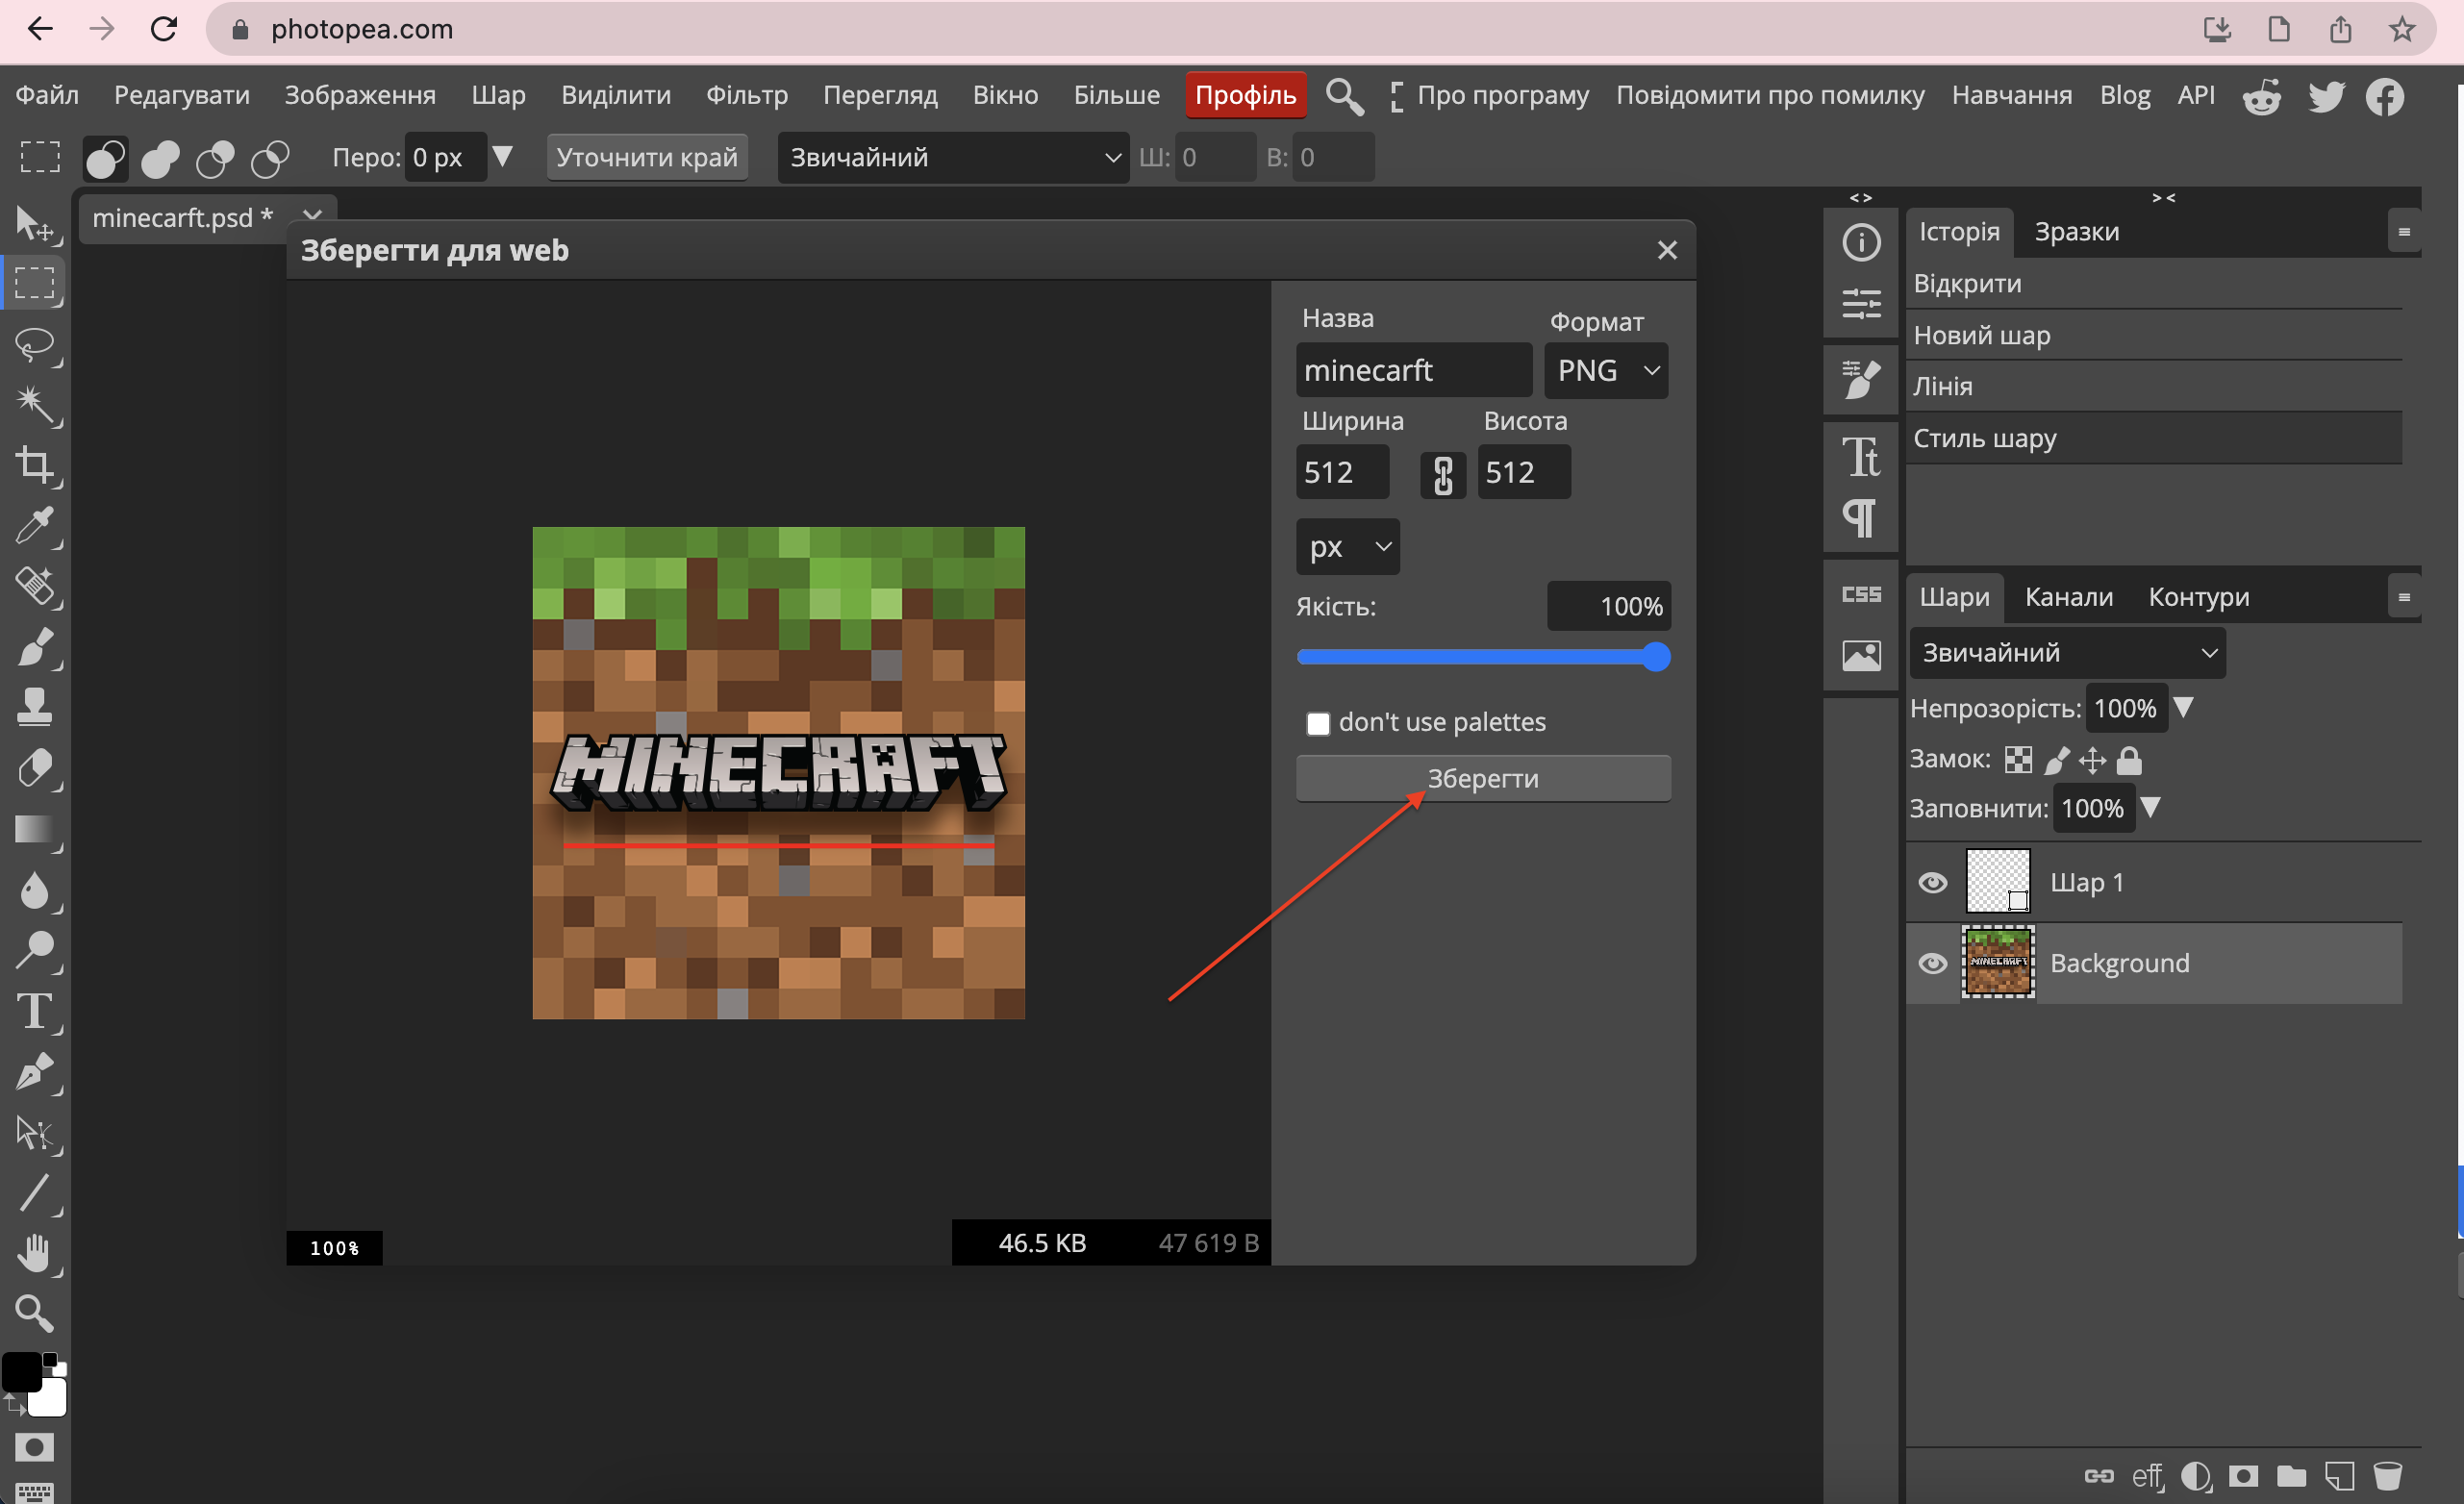 photopea.com
Файл Редагувати Зображення Шар Виділити Фільтр Перегляд Вікно Більше Профіль Про програму Повідомити про помилку Навчання Blog API
Перо: 0 px Уточнити край Звичайний Ш: 0 В: 0
minecarft.psd *
Зберегти для web
Назва Формат
minecarft PNG
Ширина Висота
512 512
px
Якість: 100%
don't use palettes
Зберегти
MINECRAFT
100%
46.5 KB 47 619 B
< >
> <
Історія Зразки
Відкрити
Новий шар
Лінія
Стиль шару
CSS
Шари Канали Контури
Звичайний
Непрозорість: 100%
Замок:
Заповнити: 100%
Шар 1
MINECRAFT
Background
eff